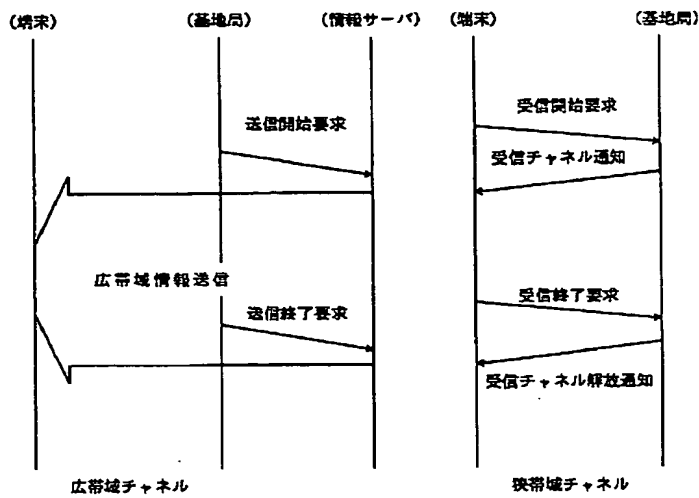 (端末)
(基地局)
(情報サーバ)
(端末)
(基地局)
送信開始要求
受信開始要求
受信チャネル通知
広帯域情報送信
送信終了要求
受信終了要求
受信チャネル解放通知
広帯域チャネル
狭帯域チャネル